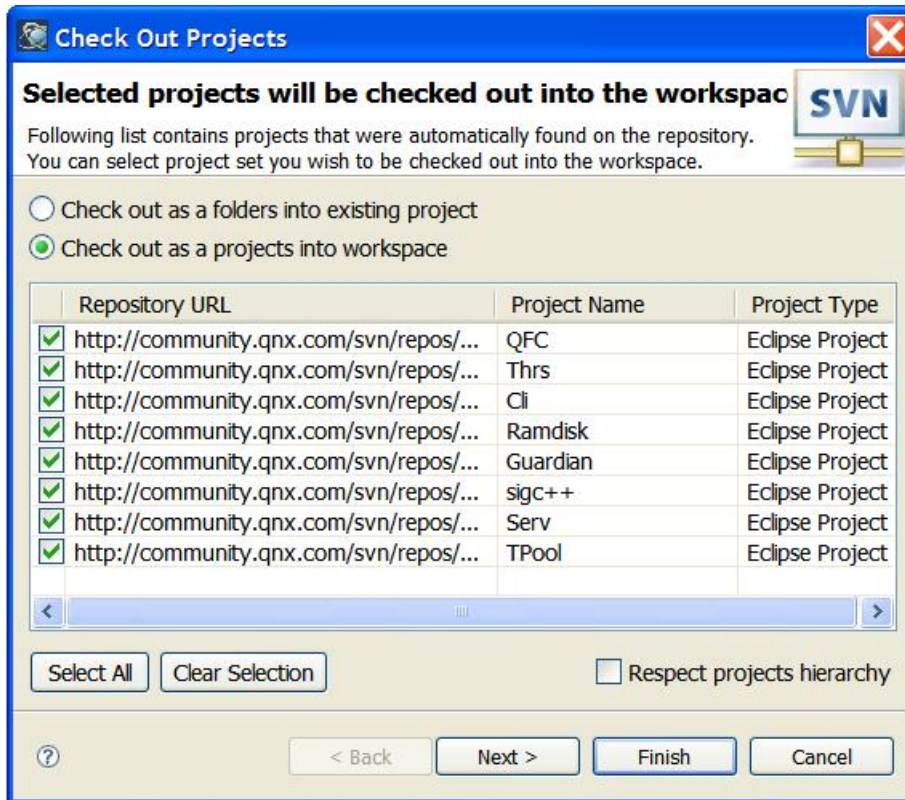 Check Out Projects
Selected projects will be checked out into the workspac
SVN
Following list contains projects that were automatically found on the repository.
You can select project set you wish to be checked out into the workspace.
Check out as a folders into existing project
Check out as a projects into workspace
Repository URL Project Name Project Type
http://community.qnx.com/svn/repos/... QFC Eclipse Project
http://community.qnx.com/svn/repos/... Thrs Eclipse Project
http://community.qnx.com/svn/repos/... Cli Eclipse Project
http://community.qnx.com/svn/repos/... Ramdisk Eclipse Project
http://community.qnx.com/svn/repos/... Guardian Eclipse Project
http://community.qnx.com/svn/repos/... sigc++ Eclipse Project
http://community.qnx.com/svn/repos/... Serv Eclipse Project
http://community.qnx.com/svn/repos/... TPool Eclipse Project
Select All Clear Selection Respect projects hierarchy
? < Back Next > Finish Cancel